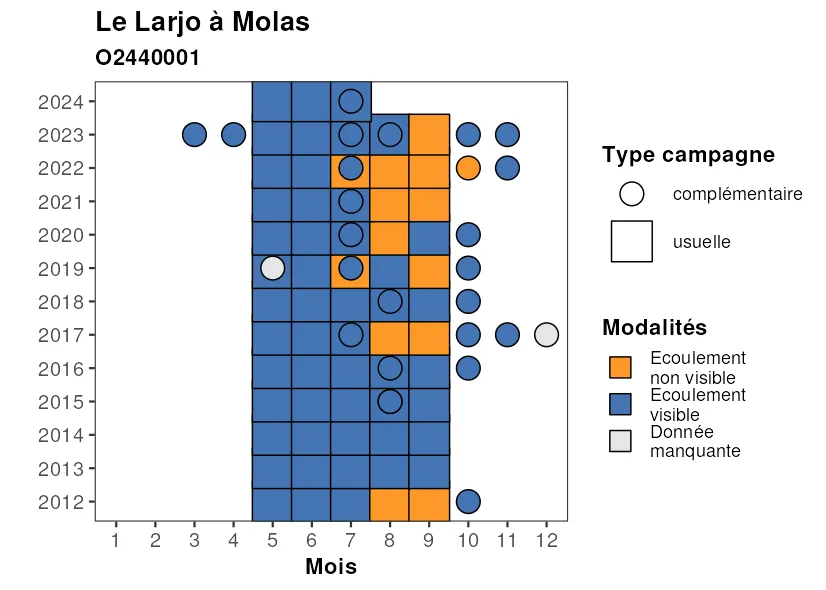 Le Larjo à Molas
O2440001
2024
2023
2022
2021
2020
2019
2018
2017
2016
2015
2014
2013
2012
1 2 3 4 5 6 7 8 9 10 11 12
Mois
Type campagne
complémentaire
usuelle
Modalités
Ecoulement
non visible
Ecoulement
visible
Donnée
manquante